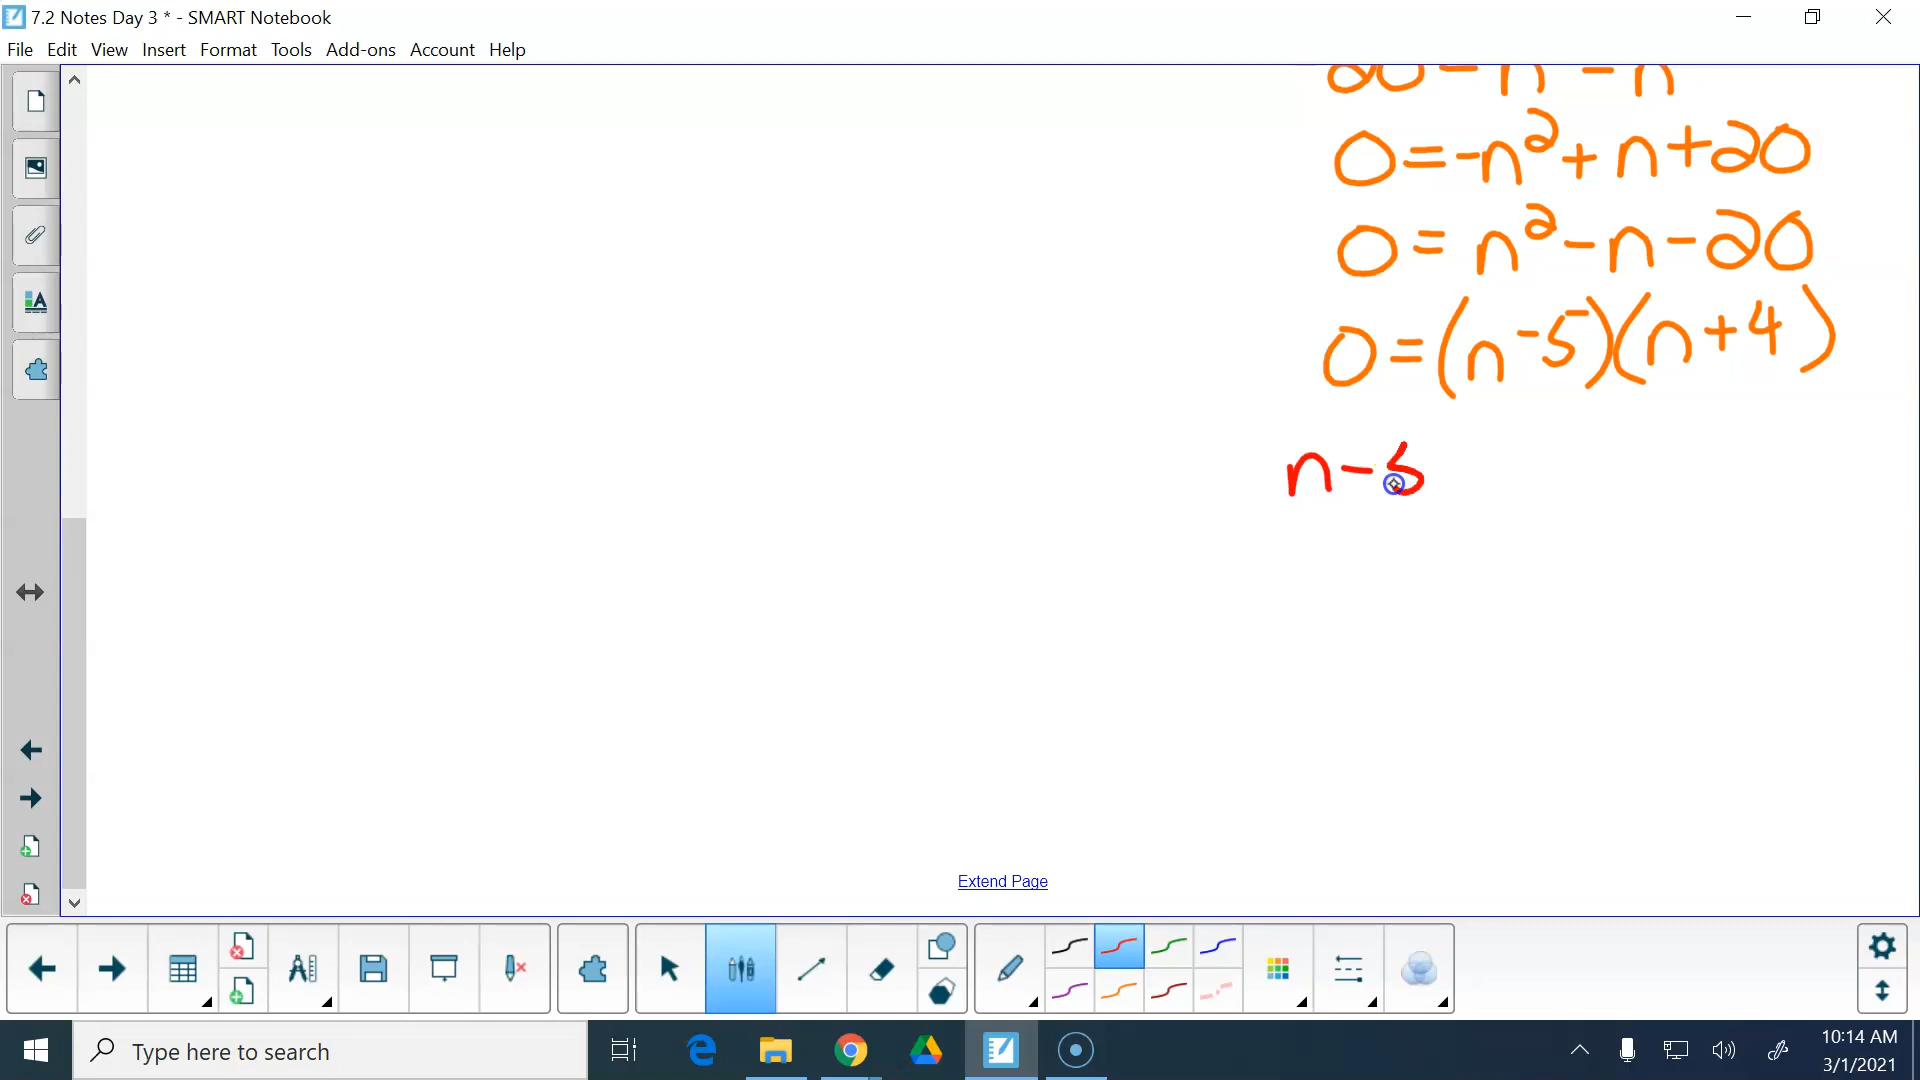 7.2 Notes Day 3 * - SMART Notebook
File Edit View Insert Format Tools Add-ons Account Help
0 = -n² + n + 20
0 = n² - n - 20
0 = (n - 5)(n + 4)
n - 5
Extend Page
Type here to search
10:14 AM
3/1/2021